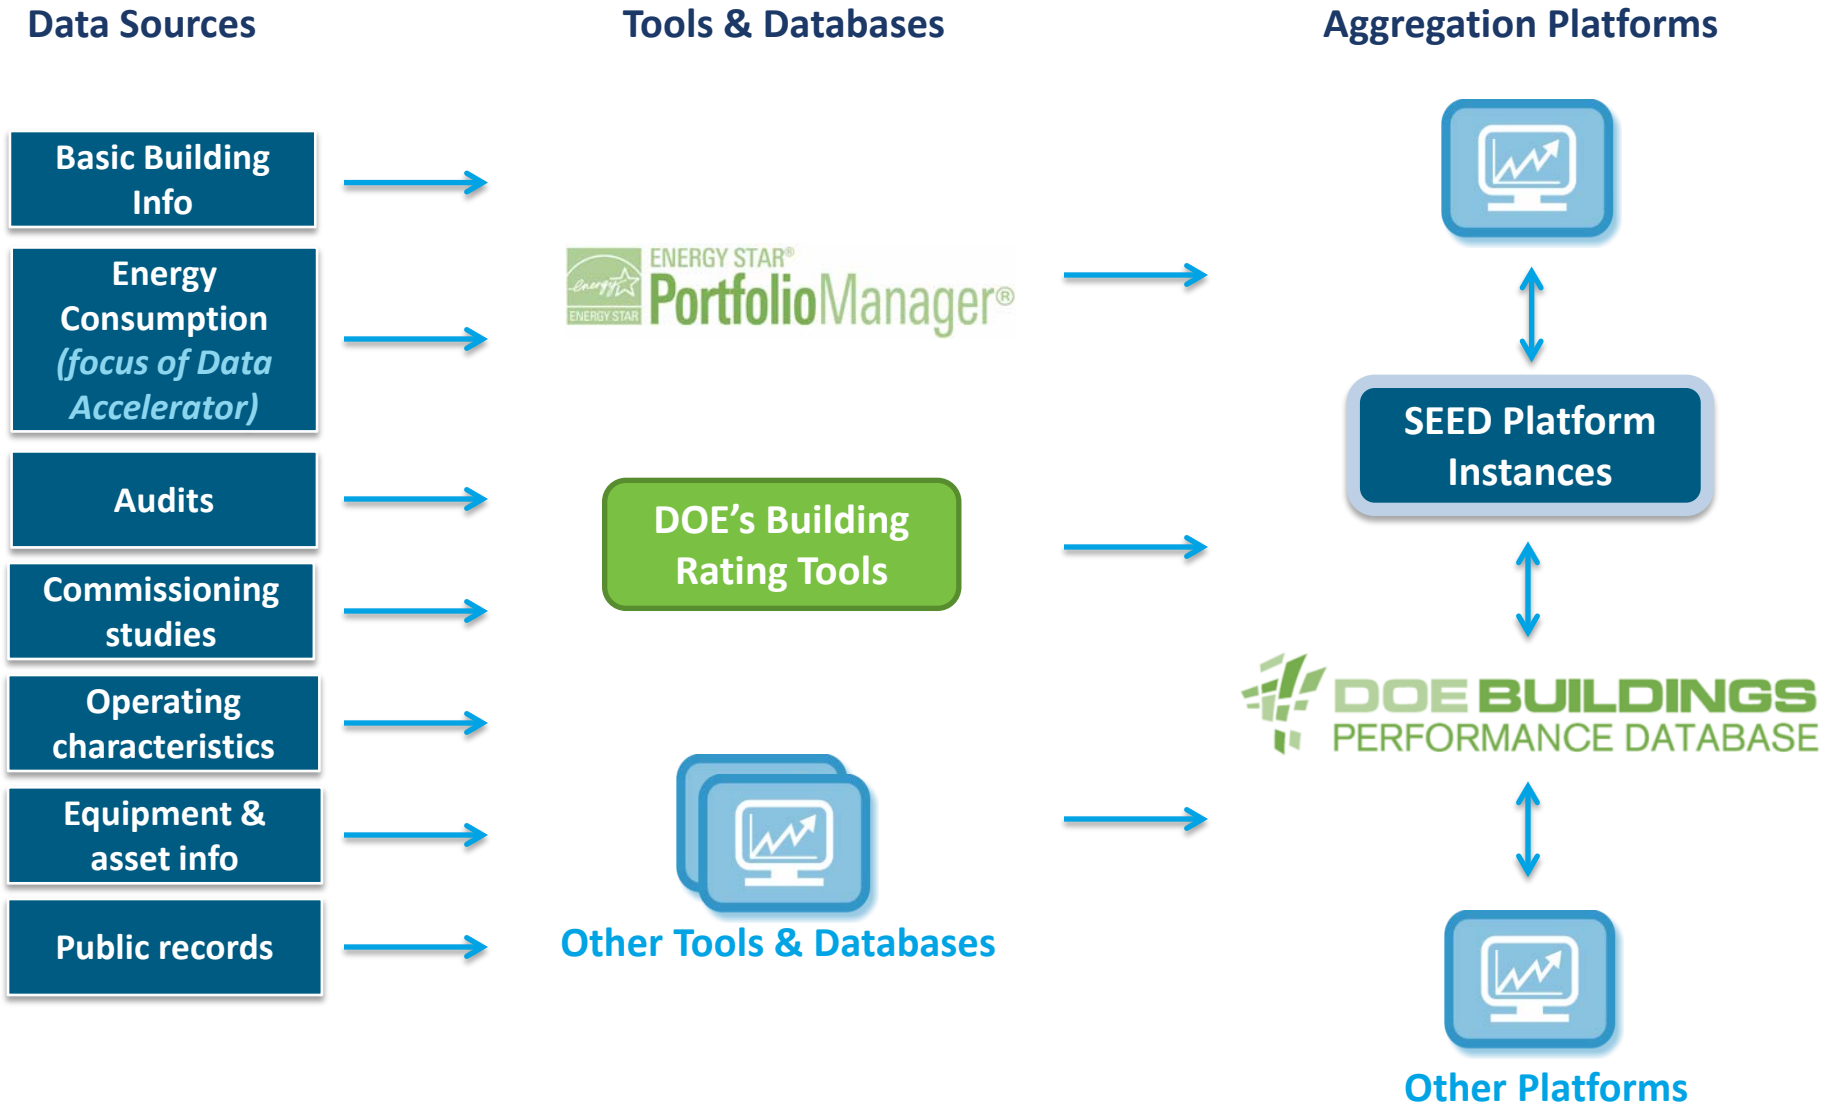 Data Sources
Tools & Databases
Aggregation Platforms
Basic Building
Info
Energy
Consumption
(focus of Data
Accelerator)
Audits
Commissioning
studies
Operating
characteristics
Equipment &
asset info
Public records
energy
ENERGY STAR
ENERGY STAR®
PortfolioManager®
DOE’s Building
Rating Tools
Other Tools & Databases
SEED Platform
Instances
DOE BUILDINGS
PERFORMANCE DATABASE
Other Platforms